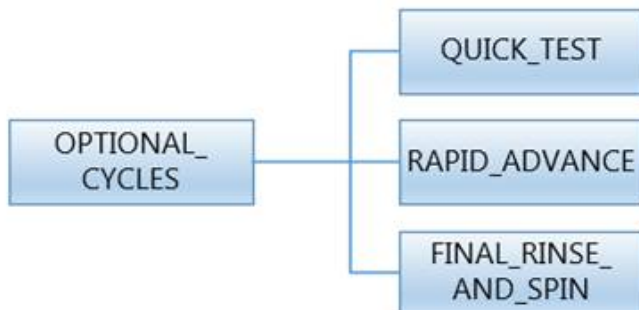 OPTIONAL_
CYCLES
QUICK_TEST
RAPID_ADVANCE
FINAL_RINSE_
AND_SPIN